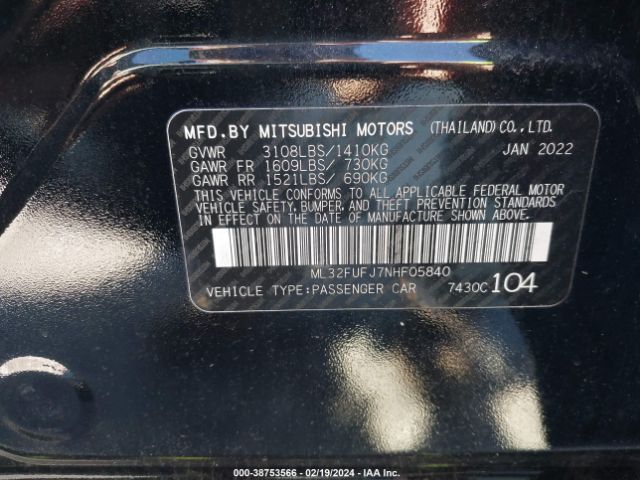 MFD.BY MITSUBISHI MOTORS (THAILAND)CO.,LTD.
GVWR 3108LBS/1410KG JAN 2022
GAWR FR 1609LBS/ 730KG
GAWR RR 1521LBS/ 690KG
THIS VEHICLE CONFORMS TO ALL APPLICABLE FEDERAL MOTOR
VEHICLE SAFETY, BUMPER, AND THEFT PREVENTION STANDARDS
IN EFFECT ON THE DATE OF MANUFACTURE SHOWN ABOVE.
ML32FUFJ7NHF05840
VEHICLE TYPE:PASSENGER CAR 7430C 104
000-38753566 - 02/19/2024 - IAA Inc.